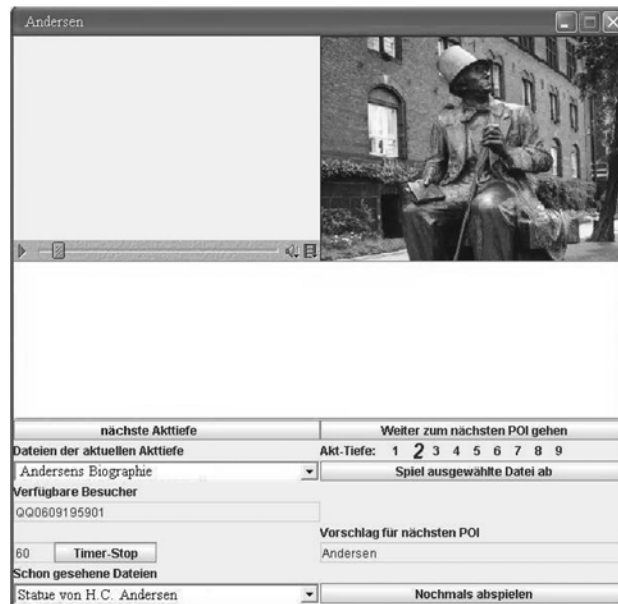 Andersen
nächste Akttiefe Weiter zum nächsten POI gehen
Dateien der aktuellen Akttiefe Akt-Tiefe: 1 2 3 4 5 6 7 8 9
Andersens Biographie Spiel ausgewählte Datei ab
Verfügbare Besucher
QQ0609195901
Vorschlag für nächsten POI
60 Timer-Stop Andersen
Schon gesehene Dateien
Statue von H.C. Andersen Nochmals abspielen